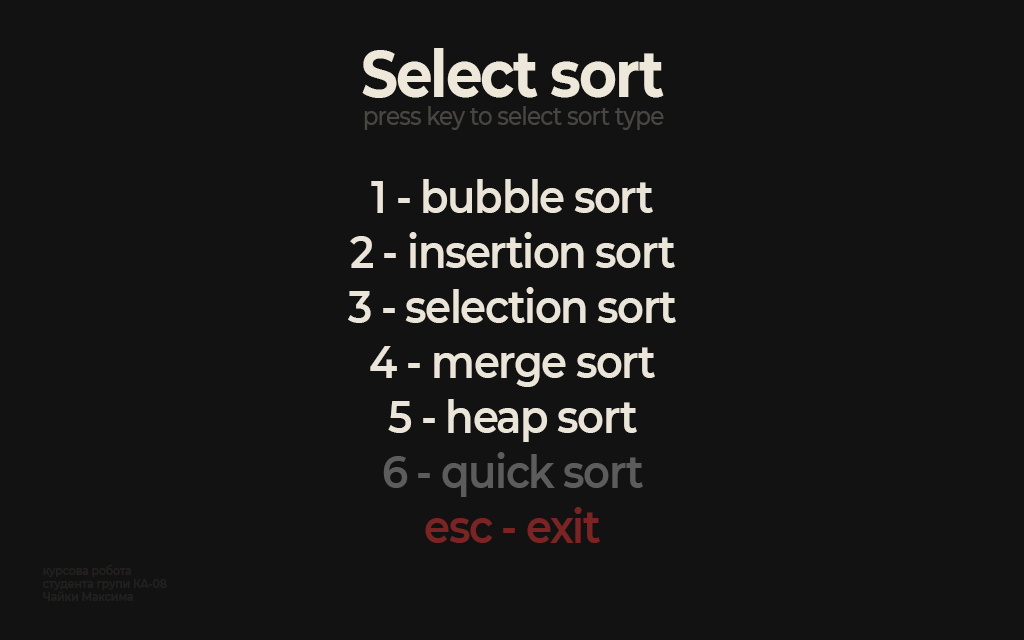 Select sort
press key to select sort type
1 - bubble sort
2 - insertion sort
3 - selection sort
4 - merge sort
5 - heap sort
6 - quick sort
esc - exit
курсова робота
студента групи КА-08
Чайки Максима